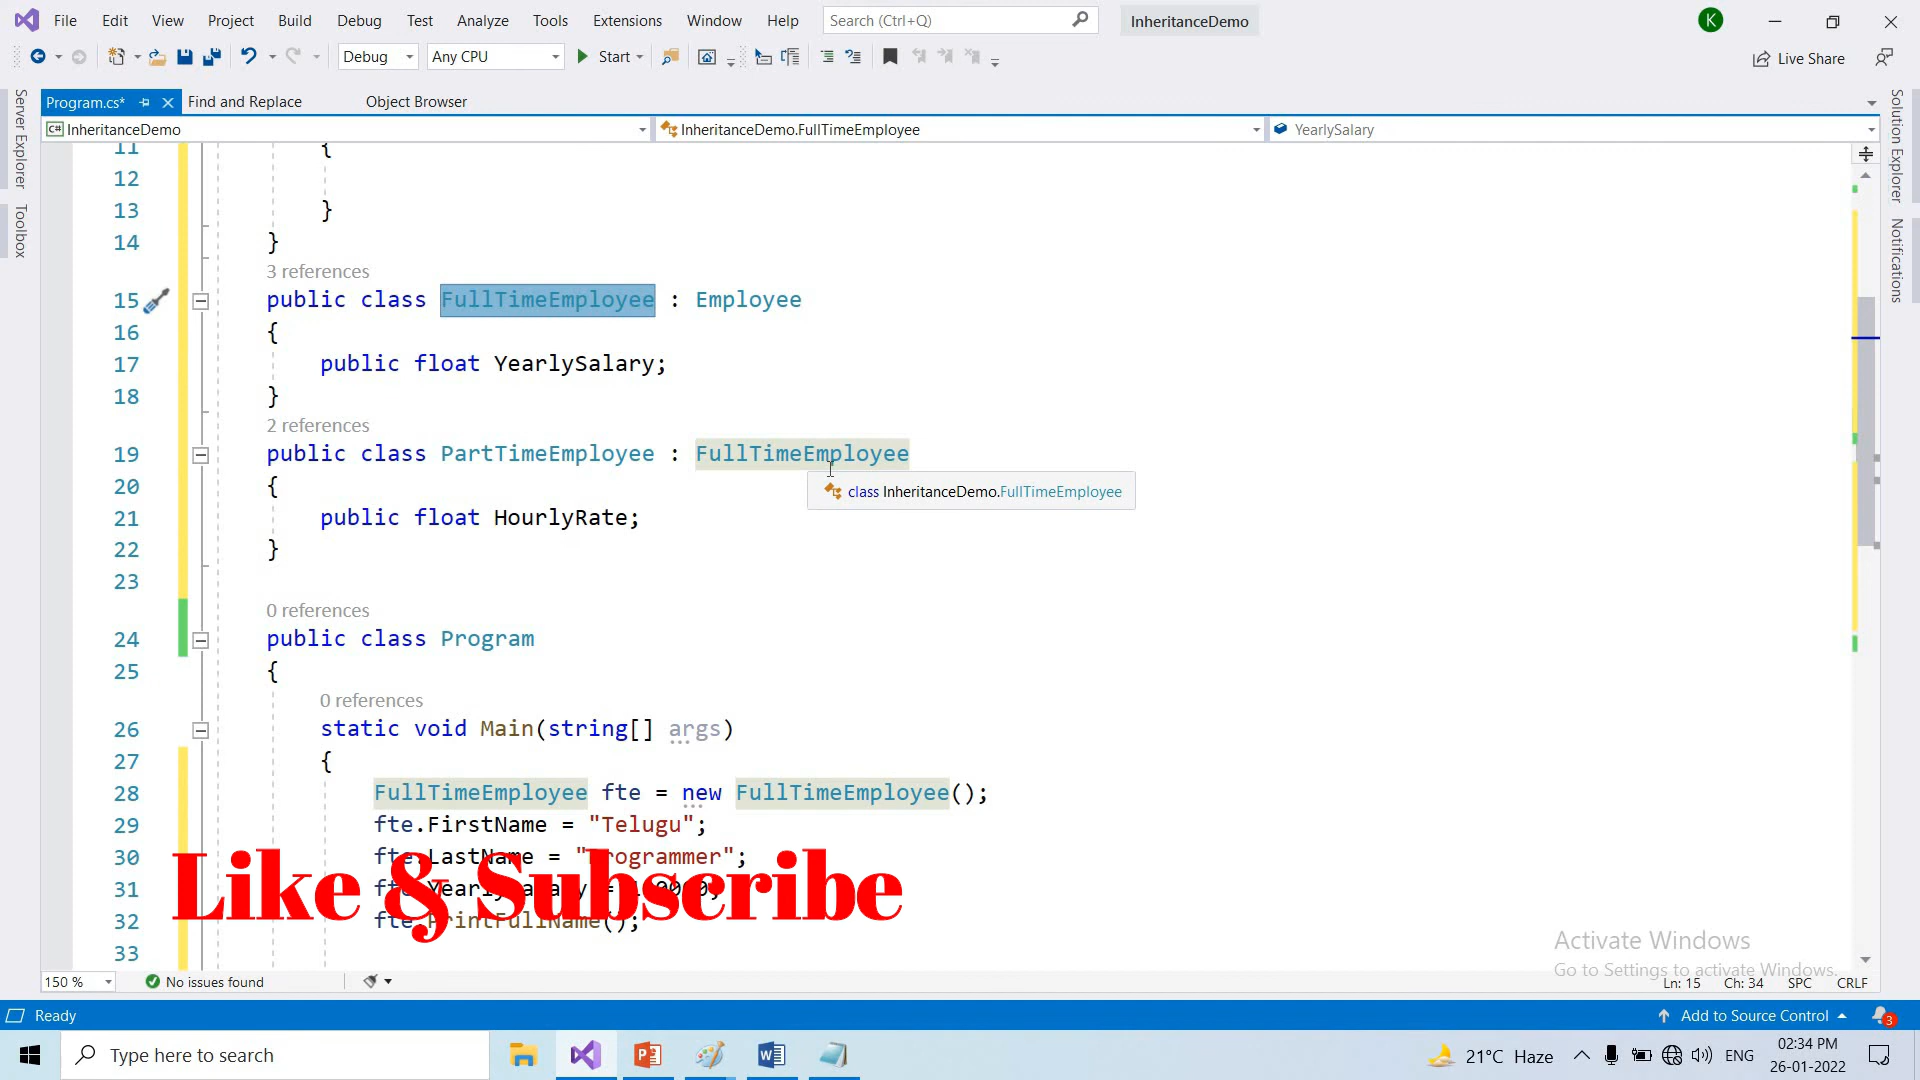 File Edit View Project Build Debug Test Analyze Tools Extensions Window Help Search (Ctrl+Q) InheritanceDemo K
Debug Any CPU Start Live Share
Program.cs* Find and Replace Object Browser
C# InheritanceDemo InheritanceDemo.FullTimeEmployee YearlySalary
Server Explorer
Toolbox
Solution Explorer
Notifications
11 {
12
13 }
14 }
3 references
15 public class FullTimeEmployee : Employee
16 {
17 public float YearlySalary;
18 }
2 references
19 public class PartTimeEmployee : FullTimeEmployee
20 {
class InheritanceDemo.FullTimeEmployee
21 public float HourlyRate;
22 }
23
0 references
24 public class Program
25 {
0 references
26 static void Main(string[] args)
27 {
28 FullTimeEmployee fte = new FullTimeEmployee();
29 fte.FirstName = "Telugu";
30 fte.LastName = "Programmer";
31
32 fte.PrintFullName();
33
Like & Subscribe
Activate Windows
Go to Settings to activate Windows.
150 % No issues found Ln: 15 Ch: 34 SPC CRLF
Ready Add to Source Control 3
Type here to search 21°C Haze ENG 02:34 PM
26-01-2022